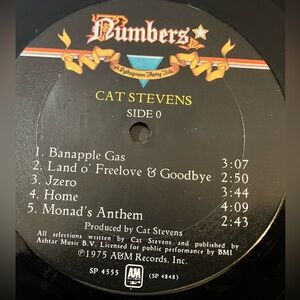 Numbers
A Pythagorean Theory Tale
CAT STEVENS
SIDE 0
1. Banapple Gas 3:07
2. Land o' Freelove & Goodbye 2:50
3. Jzero 3:44
4. Home 4:09
5. Monad's Anthem 2:43
Produced by Cat Stevens
All selections written by Cat Stevens and published by
Ashtar Music B.V. Licensed for public performance by BMI
℗1975 A&M Records, Inc.
SP 4555 A&M (SP 4848)